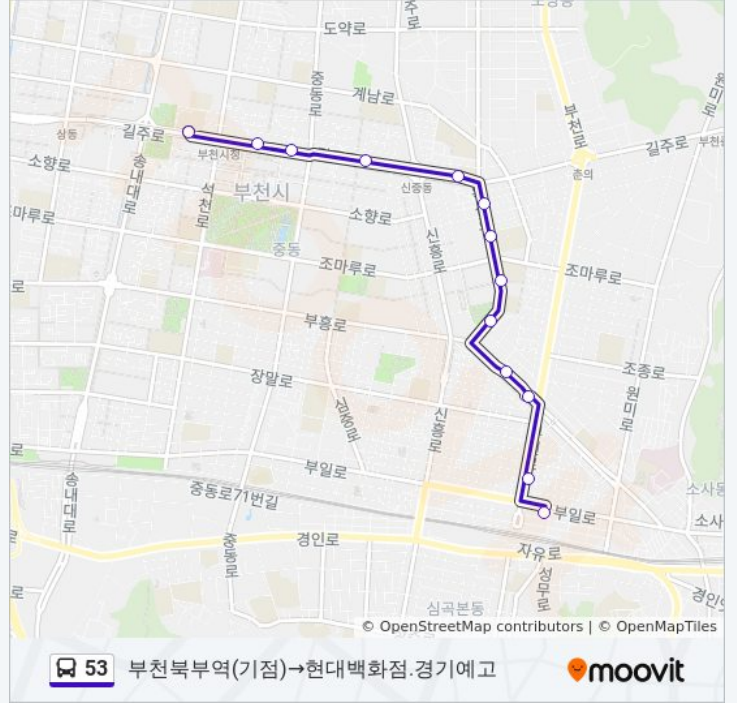 도약로
주로
부천로
원미로
중동로
계남로
길주로
상동
부천시청
길주로
춘의
송내대로
소향로
석천로
부천시
신중동
소향로
중동
신흥로
조마루로
조마루로
부흥로
장말로
조종로
원미로
신흥로
부일로
송내대로
중동로71번길
부일로
소사
중동로
경인로
자유로
성무로
심곡본동
© OpenStreetMap contributors | © OpenMapTiles
53 부천북부역(기점)→현대백화점.경기예고
moovit